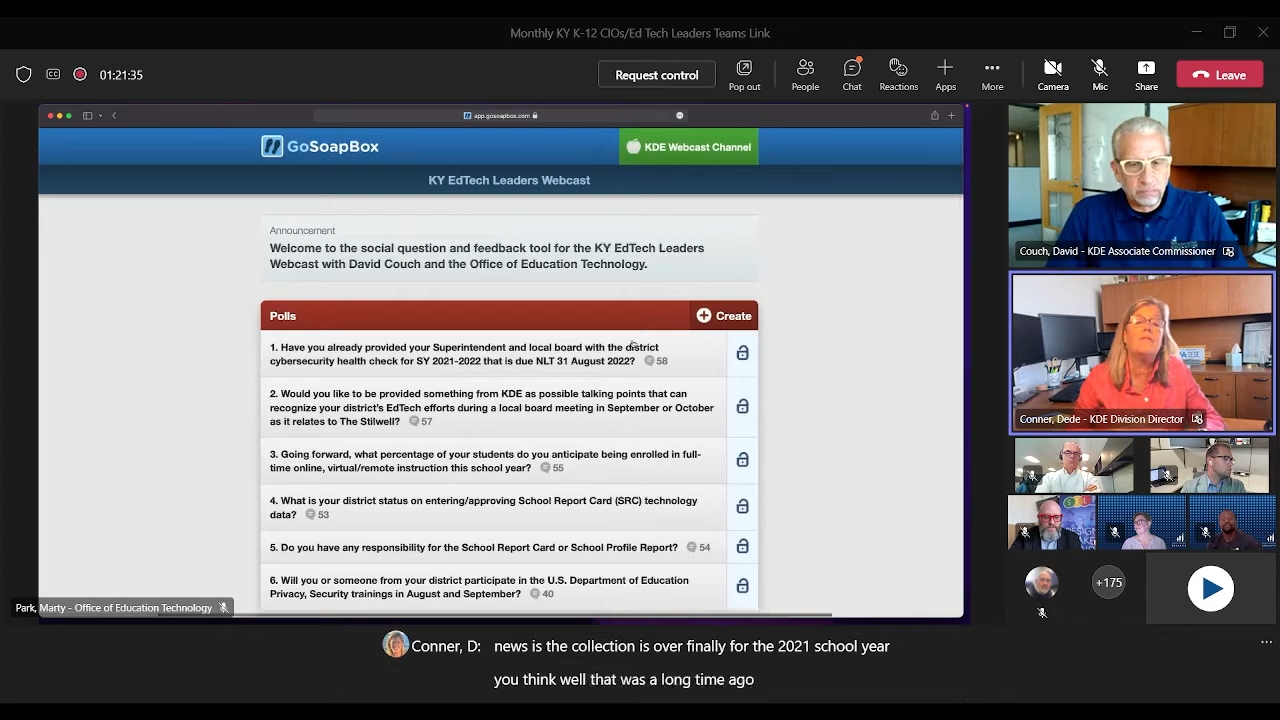 Monthly KY K-12 CIOs/Ed Tech Leaders Teams Link
01:21:35
CC
Request control
Pop out
People
Chat
Reactions
Apps
More
Camera
Mic
Share
Leave
app.gosoapbox.com
GoSoapBox
KDE Webcast Channel
KY EdTech Leaders Webcast
Announcement
Welcome to the social question and feedback tool for the KY EdTech Leaders
Webcast with David Couch and the Office of Education Technology.
Polls
Create
1. Have you already provided your Superintendent and local board with the district
cybersecurity health check for SY 2021-2022 that is due NLT 31 August 2022? 58
2. Would you like to be provided something from KDE as possible talking points that can
recognize your district's EdTech efforts during a local board meeting in September or October
as it relates to The Stilwell? 57
3. Going forward, what percentage of your students do you anticipate being enrolled in full-
time online, virtual/remote instruction this school year? 55
4. What is your district status on entering/approving School Report Card (SRC) technology
data? 53
5. Do you have any responsibility for the School Report Card or School Profile Report? 54
6. Will you or someone from your district participate in the U.S. Department of Education
Privacy, Security trainings in August and September? 40
Park, Marty - Office of Education Technology
Couch, David - KDE Associate Commissioner
Conner, Dede - KDE Division Director
+175
Conner, D: news is the collection is over finally for the 2021 school year
you think well that was a long time ago